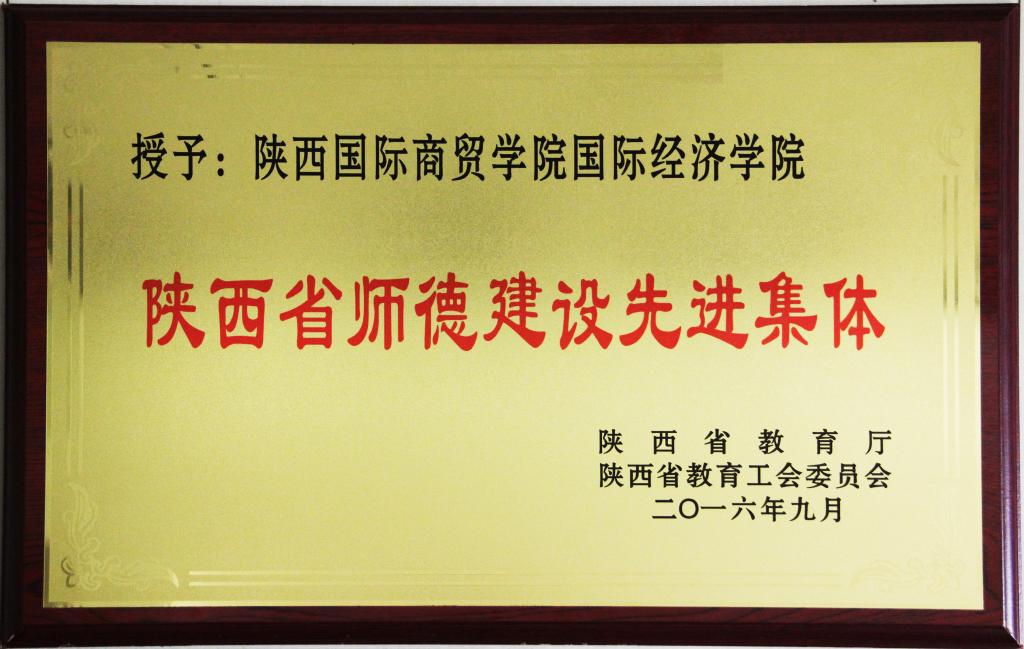 授予：陕西国际商贸学院国际经济学院
陕西省师德建设先进集体
陕西省教育厅
陕西省教育工会委员会
二〇一六年九月